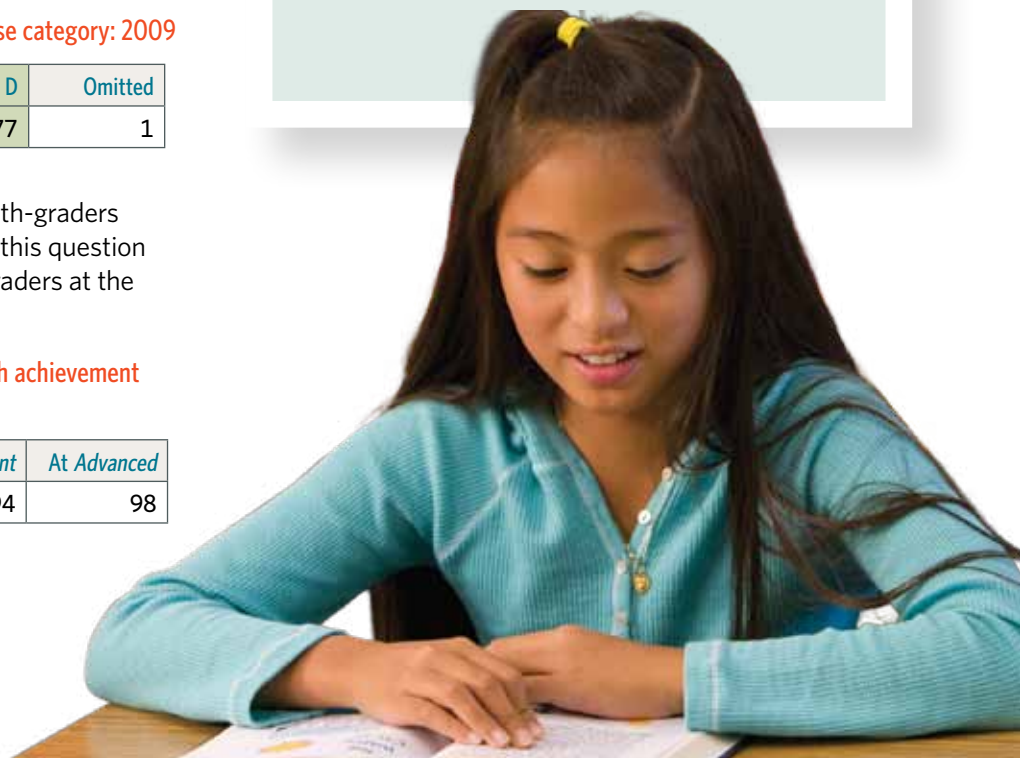 se category: 2009
D Omitted
77 1
th-graders
this question
aders at the
h achievement
nt At Advanced
94 98